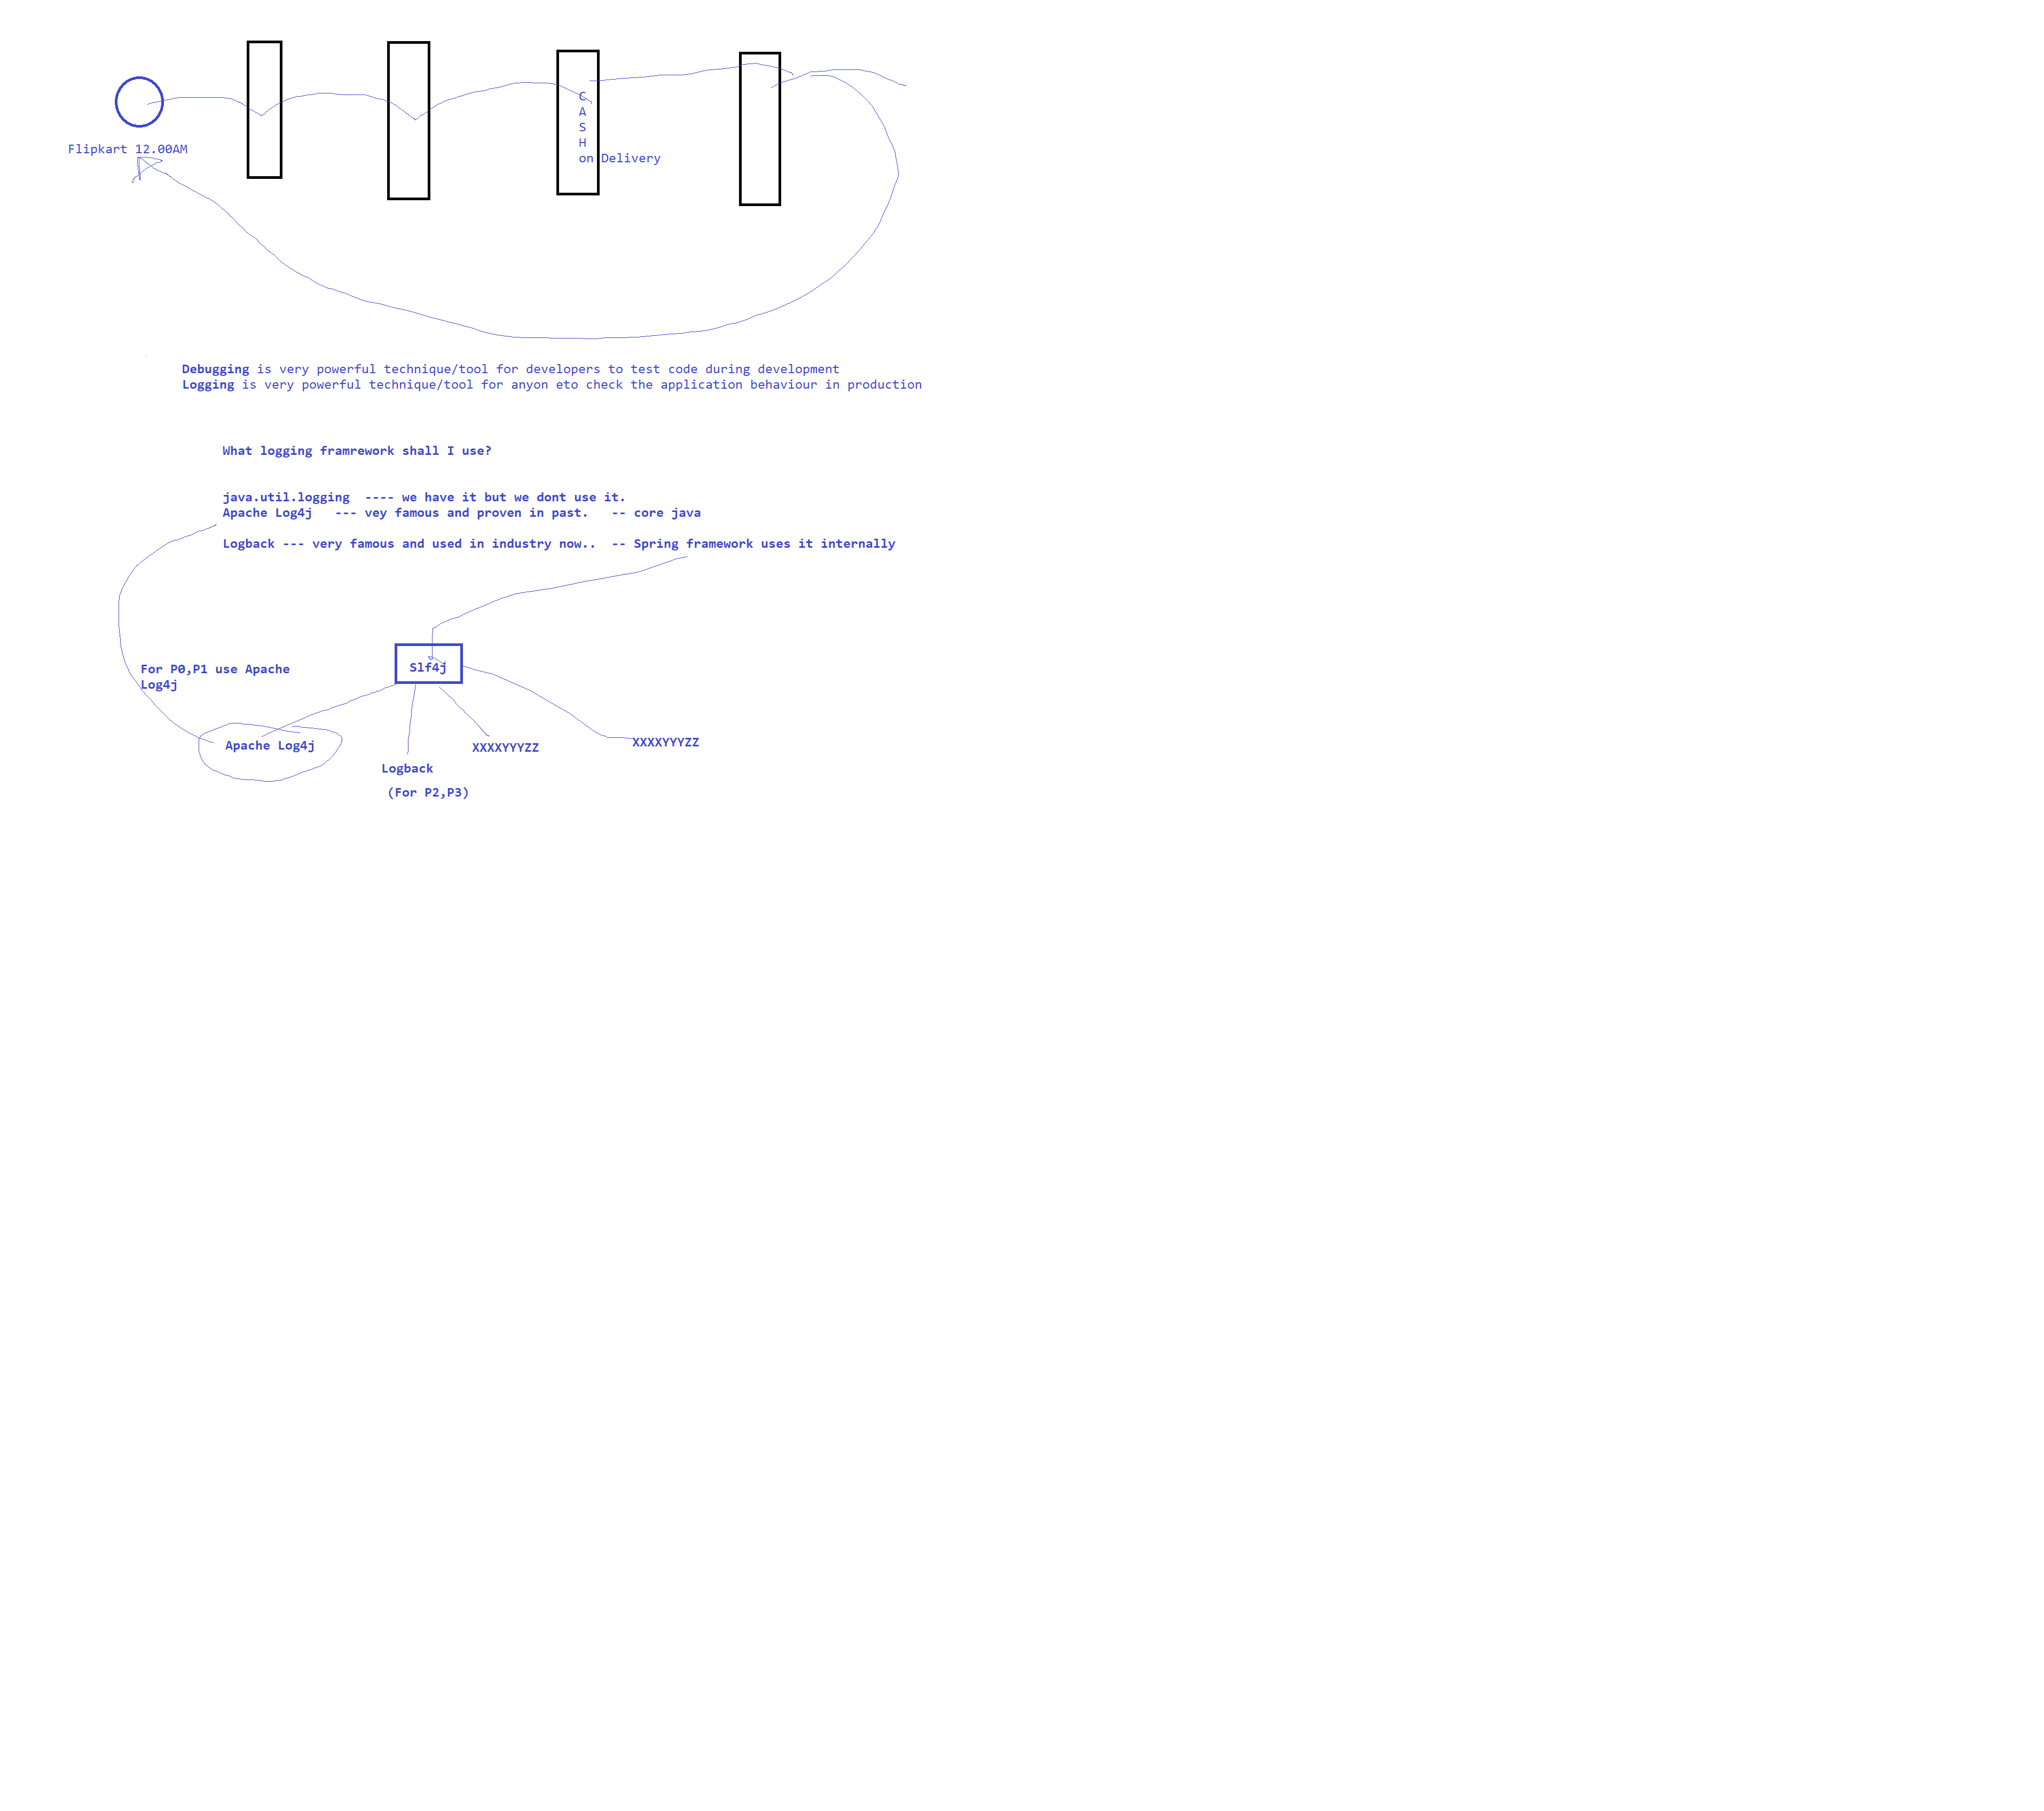 C
A
S
H
on Delivery
Flipkart 12.00AM
Debugging is very powerful technique/tool for developers to test code during development
Logging is very powerful technique/tool for anyon eto check the application behaviour in production
What logging framrework shall I use?
java.util.logging  ---- we have it but we dont use it.
Apache Log4j   --- vey famous and proven in past.   -- core java
Logback --- very famous and used in industry now..  -- Spring framework uses it internally
Slf4j
For P0,P1 use Apache
Log4j
Apache Log4j
XXXXYYYZZ
XXXXYYYZZ
Logback
(For P2,P3)